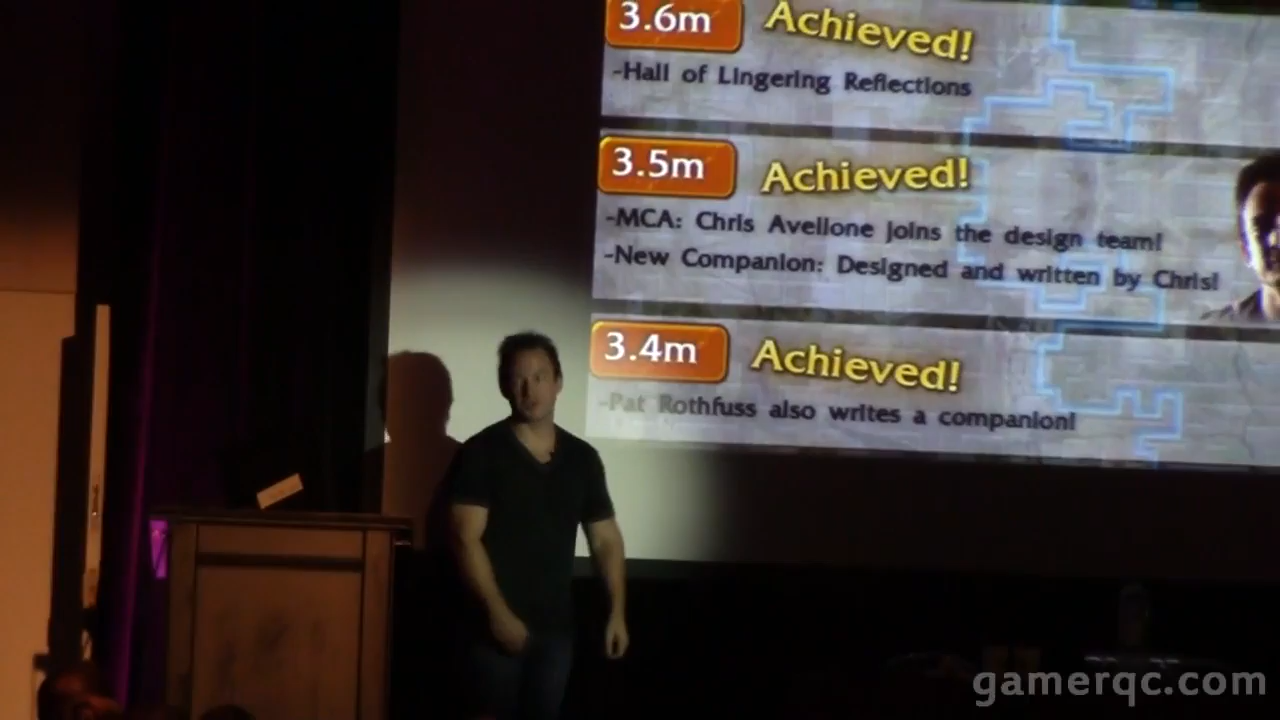 3.6m Achieved!
-Hall of Lingering Reflections
3.5m Achieved!
-MCA: Chris Avellone joins the design team!
-New Companion: Designed and written by Chris!
3.4m Achieved!
-Pat Rothfuss also writes a companion!
gamerqc.com